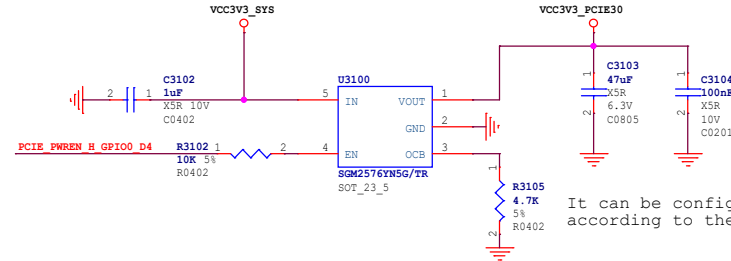 VCC3V3_SYS
VCC3V3_PCIE30
C3102
1uF
X5R 10V
C0402
2
1
U3100
5
IN
VOUT
1
GND
2
4
EN
OCB
3
SGM2576YN5G/TR
SOT_23_5
PCIE_PWREN_H_GPIO0_D4
1
R3102
10K 5%
R0402
2
C3103
47uF
X5R
6.3V
C0805
1
2
C3104
100nF
X5R
10V
C0201
1
2
1
R3105
4.7K
5%
R0402
2
It can be config
according to the